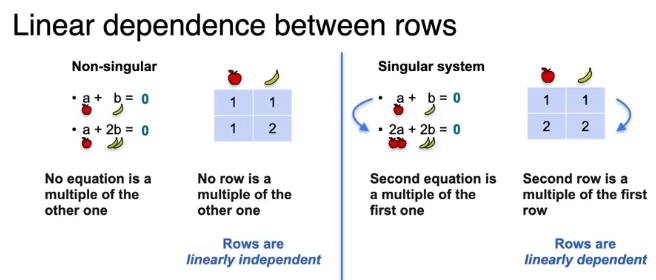 Linear dependence between rows
Non-singular
• a + b = 0
• a + 2b = 0
1 1
1 2
No equation is a
multiple of the
other one
No row is a
multiple of the
other one
Rows are
linearly independent
Singular system
• a + b = 0
• 2a + 2b = 0
1 1
2 2
Second equation is
a multiple of the
first one
Second row is a
multiple of the first
row
Rows are
linearly dependent